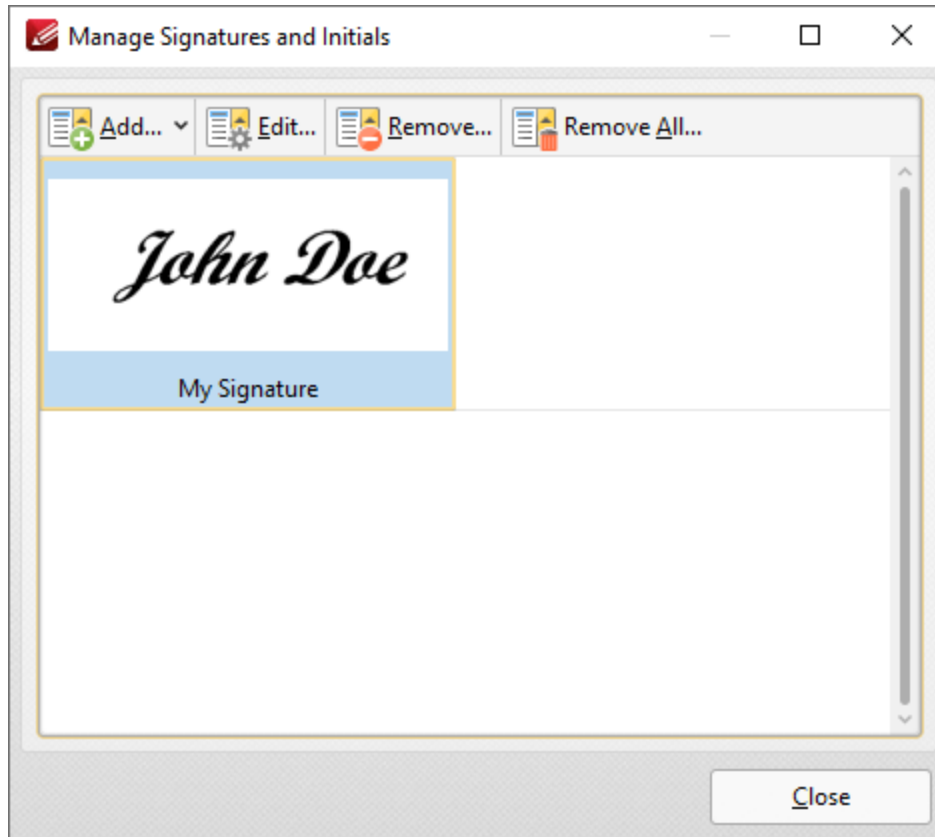 Manage Signatures and Initials
Add... Edit... Remove... Remove All...
John Doe
My Signature
Close